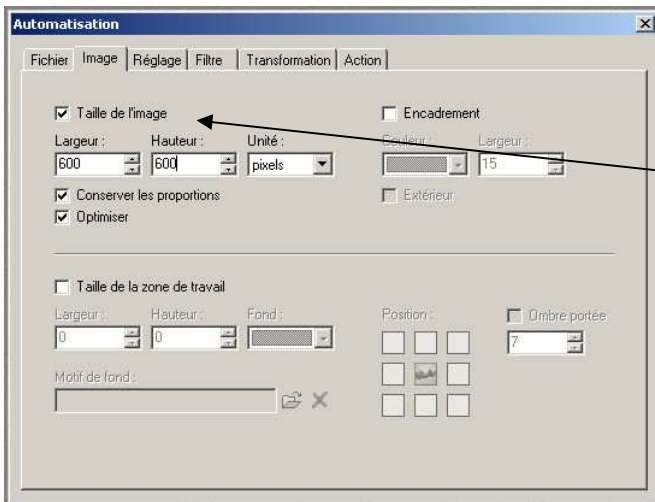 Automatisation
Fichier Image Réglage Filtre Transformation Action
Taille de l'image
Encadrement
Largeur : Hauteur : Unité : Couleur : Largeur :
600 600 pixels 15
Conserver les proportions Extérieur
Optimiser
Taille de la zone de travail
Largeur : Hauteur : Fond : Position : Ombre portée
0 0 7
Motif de fond :